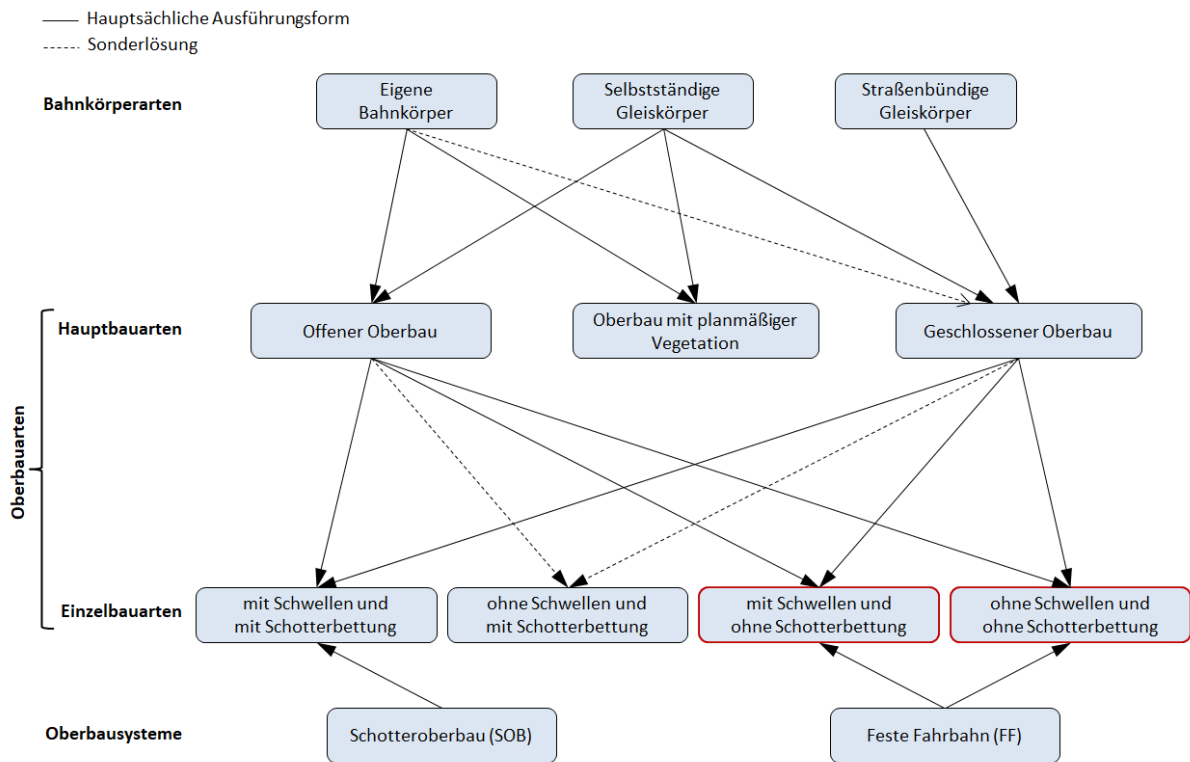 Hauptsächliche Ausführungsform
Sonderlösung
Bahnkörperarten
Eigene
Bahnkörper
Selbstständige
Gleiskörper
Straßenbündige
Gleiskörper
Oberbauarten
Hauptbauarten
Offener Oberbau
Oberbau mit planmäßiger
Vegetation
Geschlossener Oberbau
Einzelbauarten
mit Schwellen und
mit Schotterbettung
ohne Schwellen und
mit Schotterbettung
mit Schwellen und
ohne Schotterbettung
ohne Schwellen und
ohne Schotterbettung
Oberbausysteme
Schotteroberbau (SOB)
Feste Fahrbahn (FF)